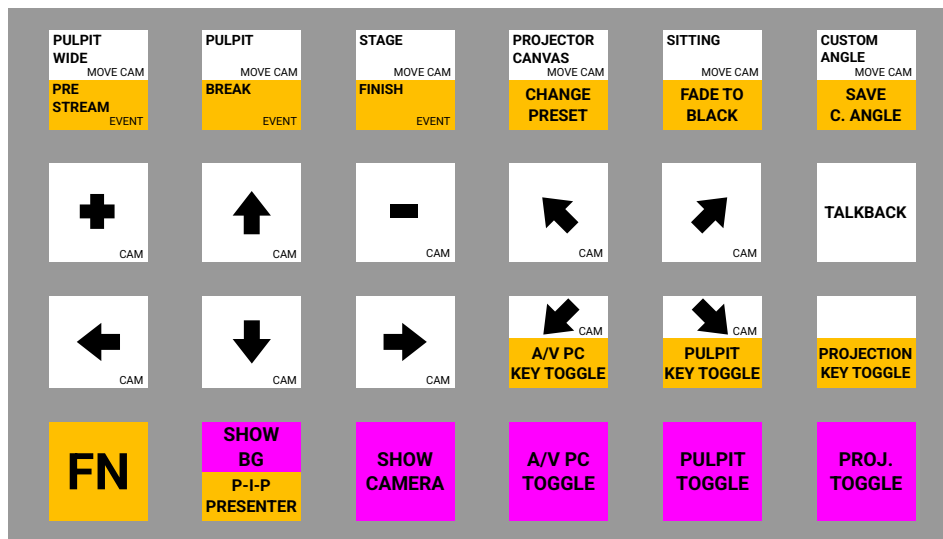 PULPIT
WIDE
MOVE CAM
PRE
STREAM
EVENT
PULPIT
MOVE CAM
BREAK
EVENT
STAGE
MOVE CAM
FINISH
EVENT
PROJECTOR
CANVAS
MOVE CAM
CHANGE
PRESET
SITTING
MOVE CAM
FADE TO
BLACK
CUSTOM
ANGLE
MOVE CAM
SAVE
C. ANGLE
CAM
CAM
CAM
CAM
CAM
TALKBACK
CAM
CAM
CAM
CAM
A/V PC
KEY TOGGLE
CAM
PULPIT
KEY TOGGLE
PROJECTION
KEY TOGGLE
FN
SHOW
BG
P-I-P
PRESENTER
SHOW
CAMERA
A/V PC
TOGGLE
PULPIT
TOGGLE
PROJ.
TOGGLE